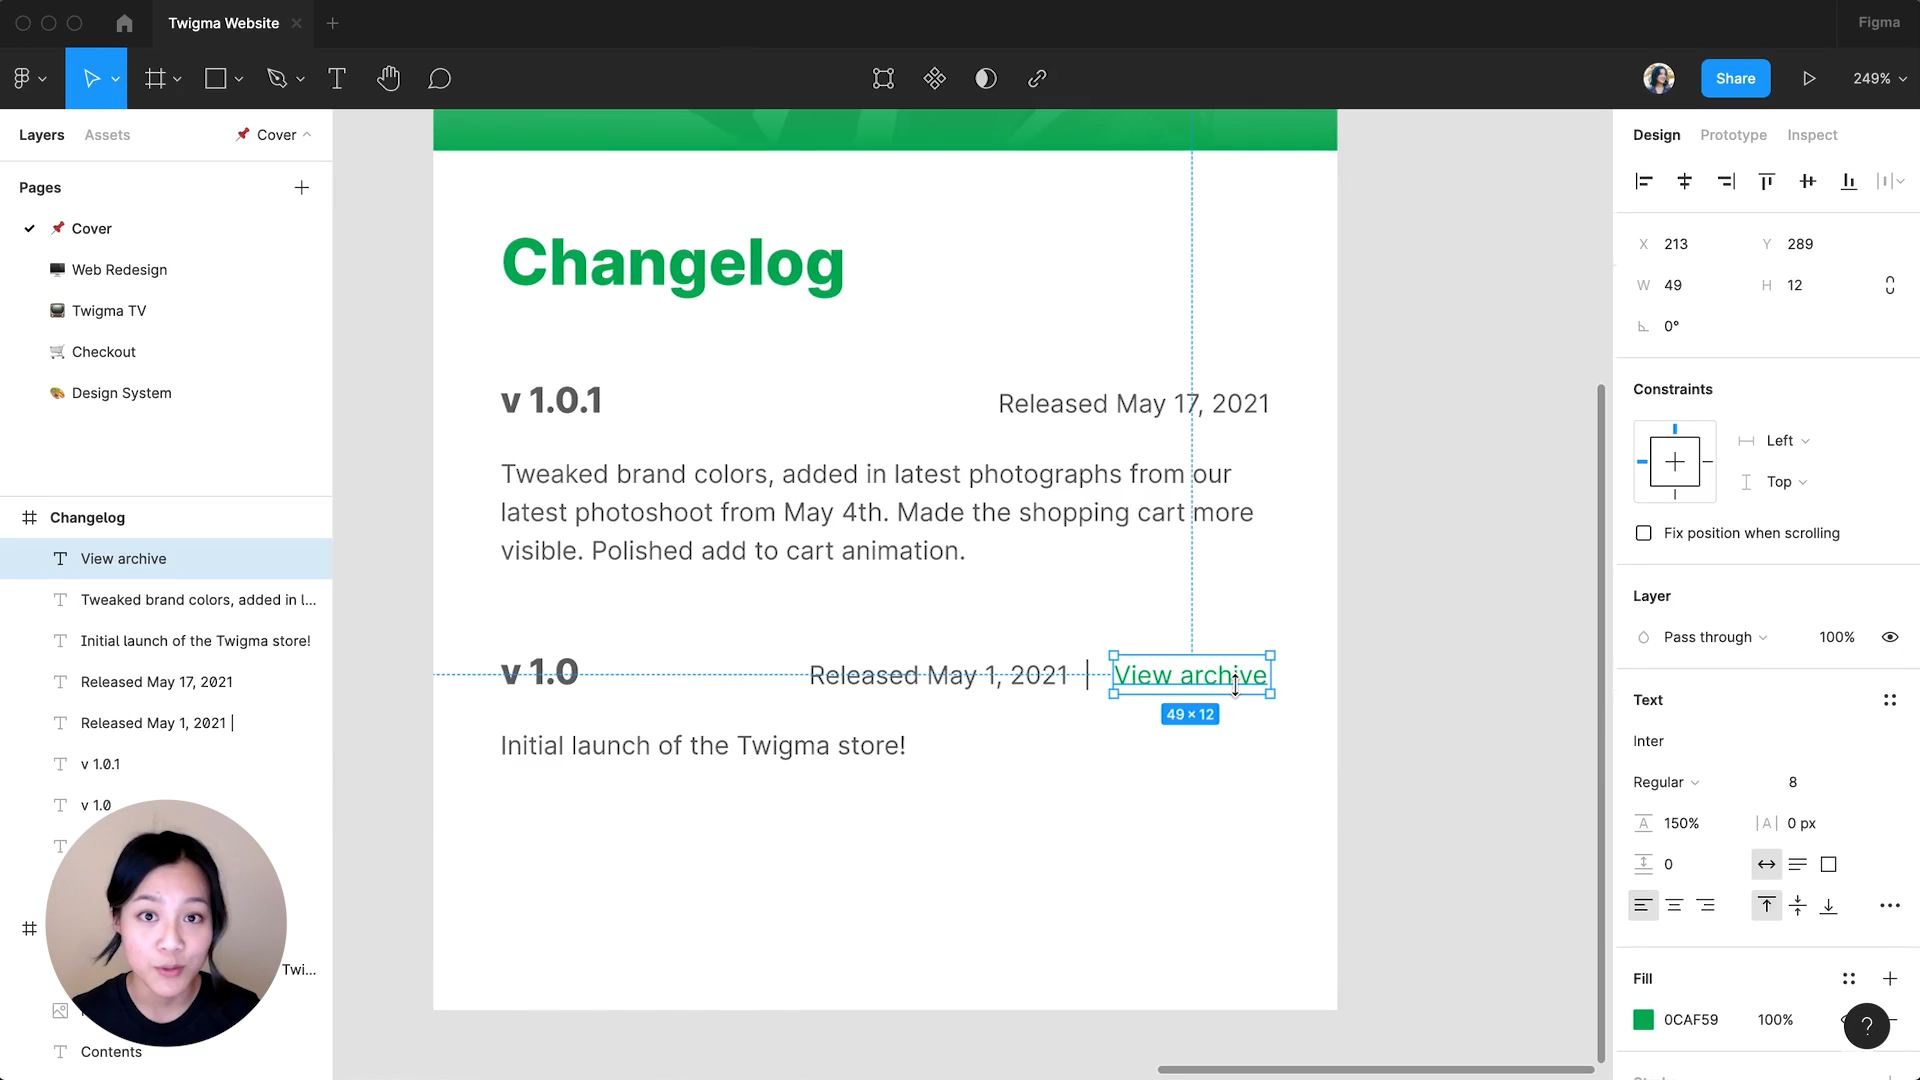 Twigma Website
Figma
Share
249%
Layers
Assets
Cover
Pages
Cover
Web Redesign
Twigma TV
Checkout
Design System
Changelog
View archive
Tweaked brand colors, added in l...
Initial launch of the Twigma store!
Released May 17, 2021
Released May 1, 2021 |
v 1.0.1
v 1.0
Twi...
Contents
Changelog
v 1.0.1
Released May 17, 2021
Tweaked brand colors, added in latest photographs from our
latest photoshoot from May 4th. Made the shopping cart more
visible. Polished add to cart animation.
v 1.0
Released May 1, 2021 | View archive
49 × 12
Initial launch of the Twigma store!
Design
Prototype
Inspect
X 213
Y 289
W 49
H 12
0°
Constraints
Left
Top
Fix position when scrolling
Layer
Pass through
100%
Text
Inter
Regular
8
150%
|A| 0 px
0
Fill
0CAF59
100%
?